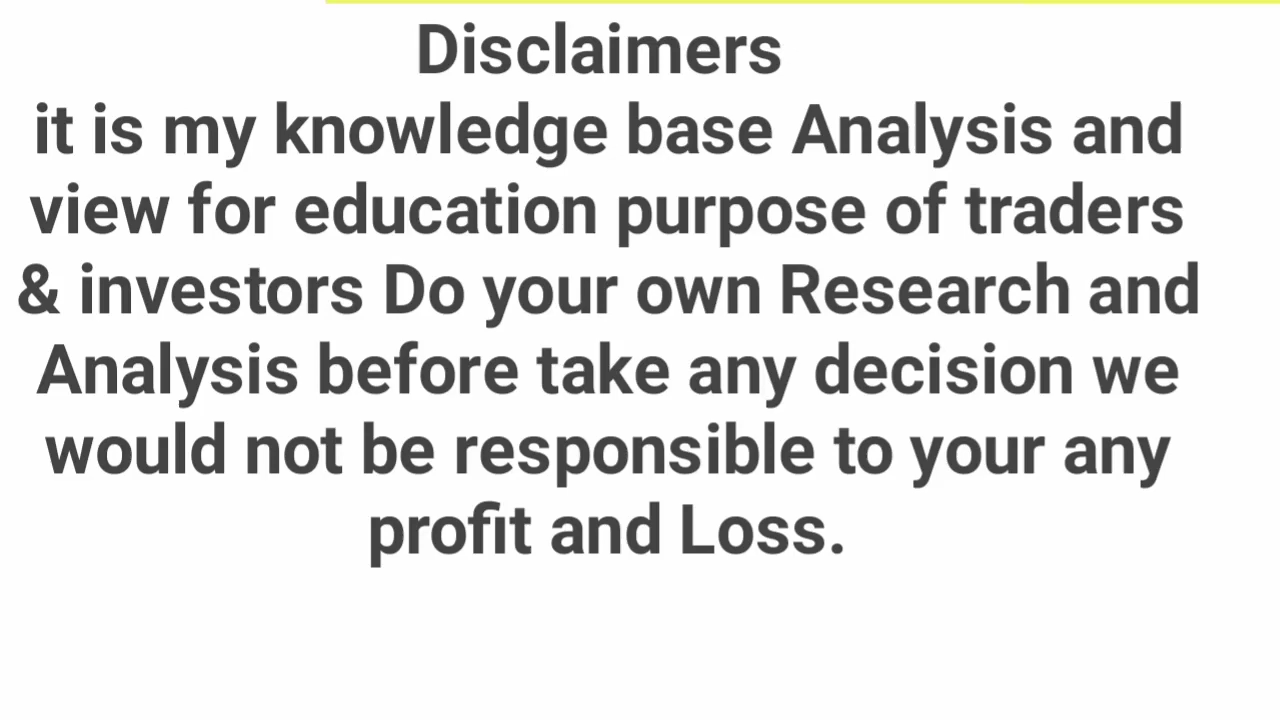 Disclaimers
it is my knowledge base Analysis and
view for education purpose of traders
& investors Do your own Research and
Analysis before take any decision we
would not be responsible to your any
profit and Loss.